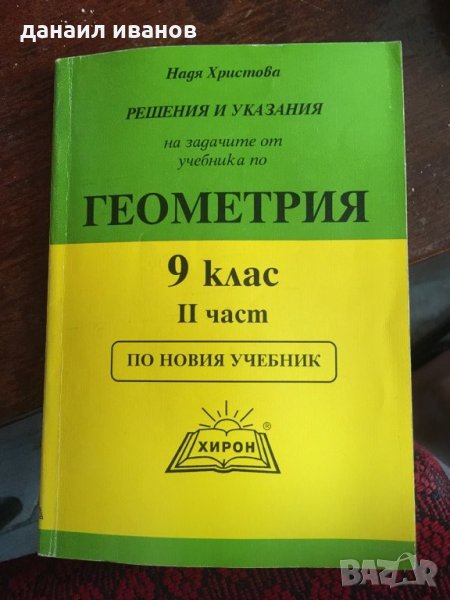 данаил иванов
Надя Христова
РЕШЕНИЯ И УКАЗАНИЯ
на задачите от
учебника по
ГЕОМЕТРИЯ
9 клас
II част
ПО НОВИЯ УЧЕБНИК
ХИРОН ®
BAZAR